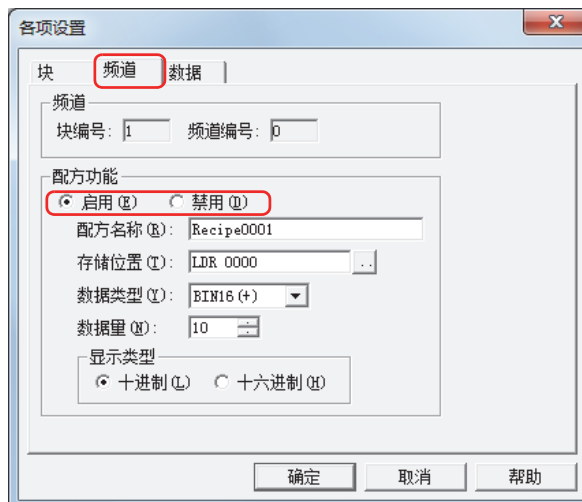 各项设置
块 频道 数据
频道
块编号: 1 频道编号: 0
配方功能
启用(E) 禁用(D)
配方名称(R): Recipe0001
存储位置(T): LDR 0000 ..
数据类型(Y): BIN16(+)
数据量(N): 10
显示类型
十进制(L) 十六进制(H)
确定 取消 帮助